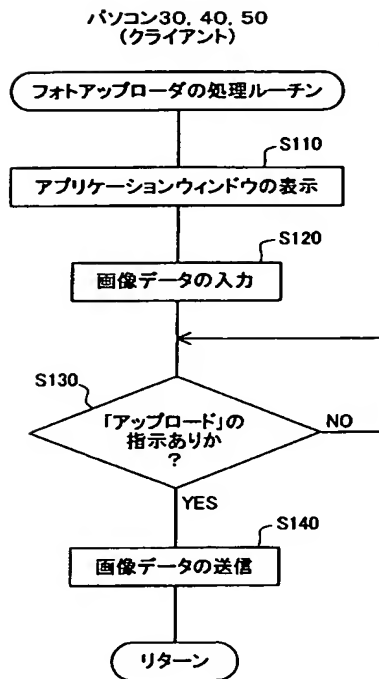 パソコン30, 40, 50
(クライアント)
フォトアップローダの処理ルーチン
S110
アプリケーションウィンドウの表示
S120
画像データの入力
S130
「アップロード」の
指示ありか
?
NO
YES
S140
画像データの送信
リターン